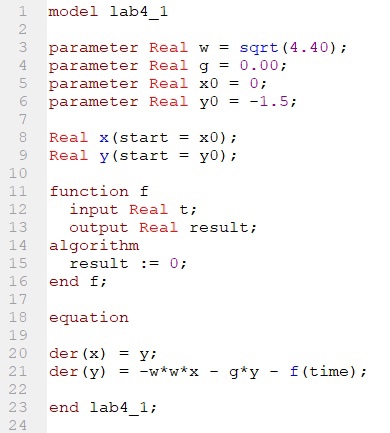 1 model lab4_1
2
3 parameter Real w = sqrt(4.40);
4 parameter Real g = 0.00;
5 parameter Real x0 = 0;
6 parameter Real y0 = -1.5;
7
8 Real x(start = x0);
9 Real y(start = y0);
10
11 function f
12   input Real t;
13   output Real result;
14 algorithm
15   result := 0;
16 end f;
17
18 equation
19
20 der(x) = y;
21 der(y) = -w*w*x - g*y - f(time);
22
23 end lab4_1;
24